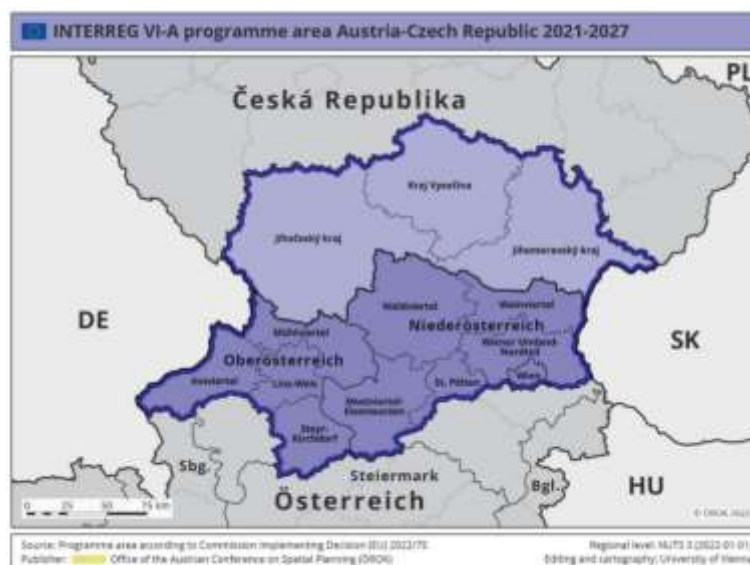 INTERREG VI-A programme area Austria-Czech Republic 2021-2027
PL
Česká Republika
Kraj Vysočina
Jihočeský kraj
Jihomoravský kraj
DE
Waldviertel
Weinviertel
Niederösterreich
Mühlviertel
Wiener Umland-
Nordteil
SK
Oberösterreich
Innviertel
Linz-Wels
St. Pölten
Wien
Mostviertel-
Eisenwurzen
Steyr-
Kirchdorf
Sbg.
Steiermark
Bgl.
HU
Österreich
0 25 50 75 km
Source: Programme area according to Commission Implementing Decision (EU) 2022/75
Regional level: NUTS 3 (2022-01-01)
Publisher: Office of the Austrian Conference on Spatial Planning (ÖROK)
Editing and cartography: University of